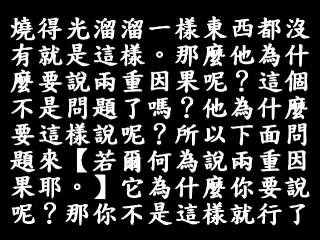 燒得光溜溜一樣東西都沒
有就是這樣。那麼他為什
麼要說兩重因果呢？這個
不是問題了嗎？他為什麼
要這樣說呢？所以下面問
題來【若爾何為說兩重因
果耶。】它為什麼你要說
呢？那你不是這樣就行了